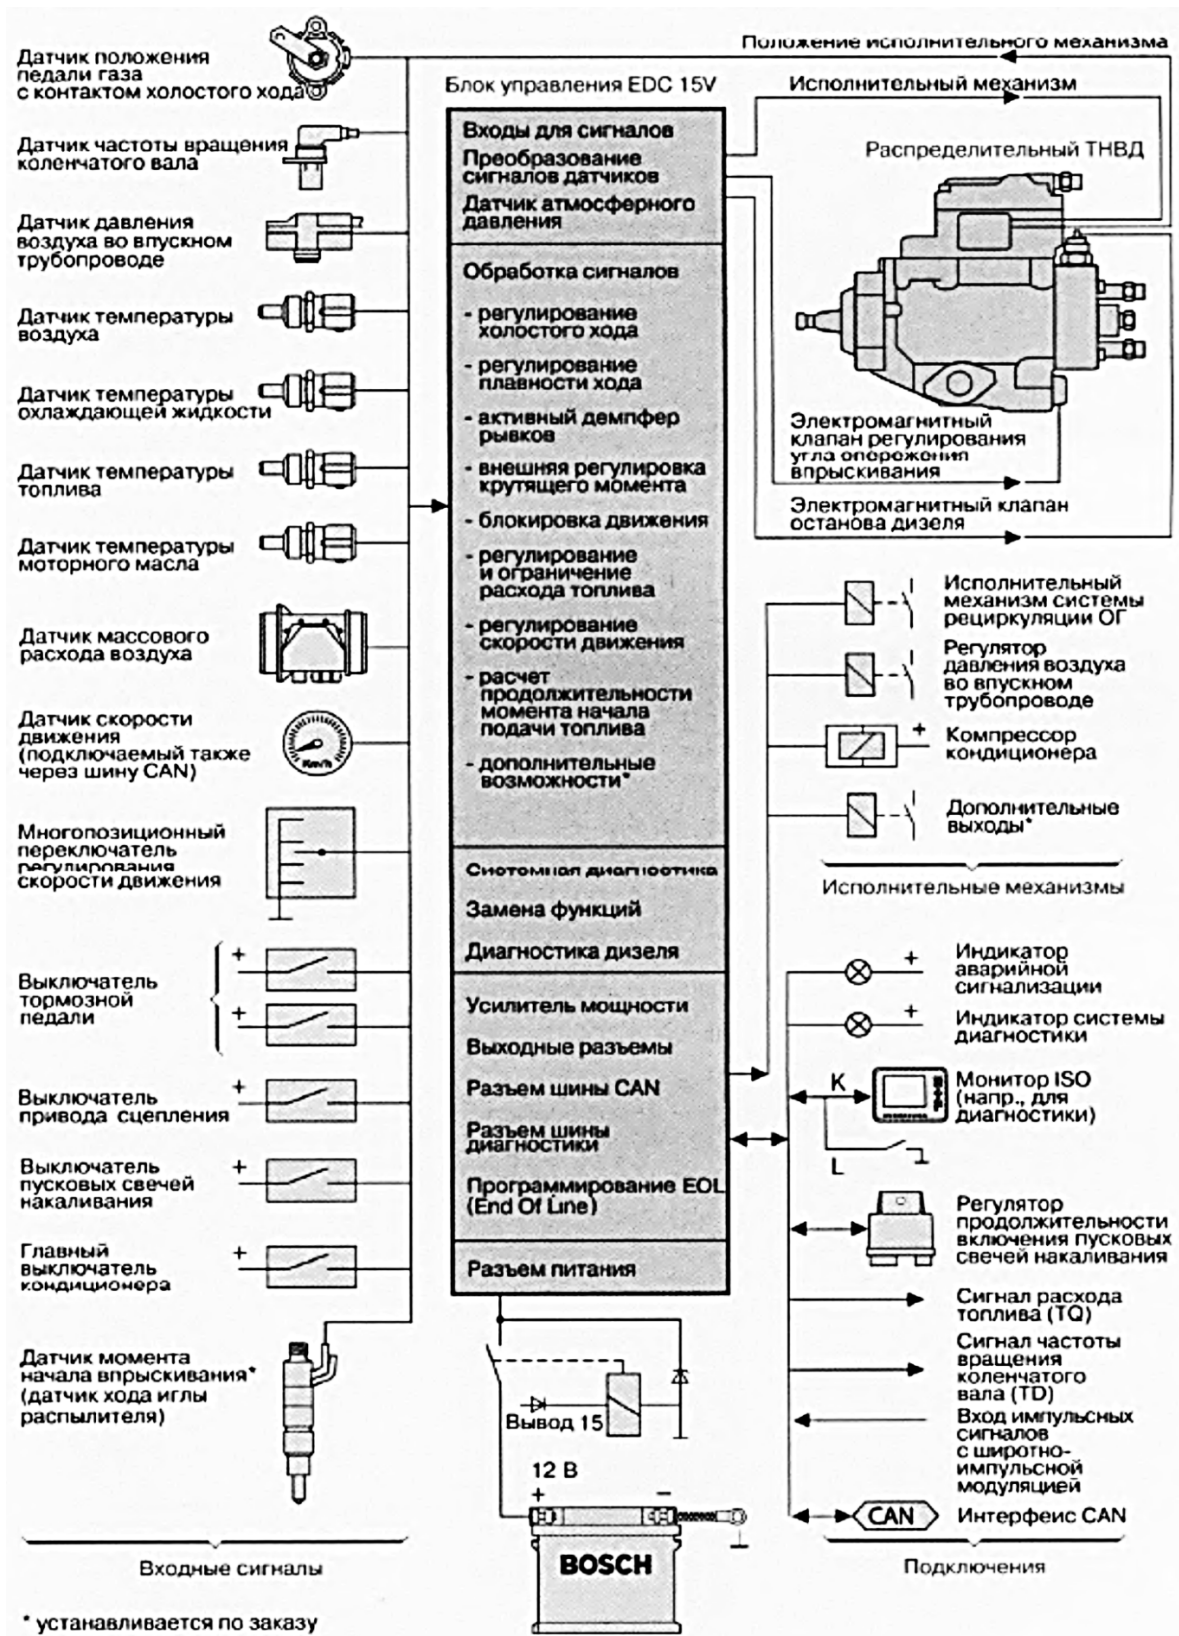 Датчик положения
педали газа
с контактом холостого хода
Датчик частоты вращения
коленчатого вала
Датчик давления
воздуха во впускном
трубопроводе
Датчик температуры
воздуха
Датчик температуры
охлаждающей жидкости
Датчик температуры
топлива
Датчик температуры
моторного масла
Датчик массового
расхода воздуха
Датчик скорости
движения
(подключаемый также
через шину CAN)
Km/h
Многопозиционный
переключатель
регулирования
скорости движения
Выключатель
тормозной
педали
+
+
Выключатель
привода сцепления
+
Выключатель
пусковых свечей
накаливания
+
Главный
выключатель
кондиционера
+
Датчик момента
начала впрыскивания*
(датчик хода иглы
распылителя)
Входные сигналы
* устанавливается по заказу
Блок управления EDC 15V
Входы для сигналов
Преобразование
сигналов датчиков
Датчик атмосферного
давления
Обработка сигналов
- регулирование
холостого хода
- регулирование
плавности хода
- активный демпфер
рывков
- внешняя регулировка
крутящего момента
- блокировка движения
- регулирование
и ограничение
расхода топлива
- регулирование
скорости движения
- расчет
продолжительности
момента начала
подачи топлива
- дополнительные
возможности*
Системная диагностика
Замена функций
Диагностика дизеля
Усилитель мощности
Выходные разъемы
Разъем шины CAN
Разъем шины
диагностики
Программирование EOL
(End Of Line)
Разъем питания
Вывод 15
12 В
+ −
BOSCH
Положение исполнительного механизма
Исполнительный механизм
Распределительный ТНВД
Электромагнитный
клапан регулирования
угла опорожения
впрыскивания
Электромагнитный клапан
останова дизеля
Исполнительный
механизм системы
рециркуляции ОГ
Регулятор
давления воздуха
во впускном
трубопроводе
+
Компрессор
кондиционера
Дополнительные
выходы*
Исполнительные механизмы
+
Индикатор
аварийной
сигнализации
+
Индикатор системы
диагностики
K
L
Монитор ISO
(напр., для
диагностики)
Регулятор
продолжительности
включения пусковых
свечей накаливания
Сигнал расхода
топлива (TQ)
Сигнал частоты
вращения
коленчатого
вала (TD)
Вход импульсных
сигналов
с широтно-
импульсной
модуляцией
CAN
Интерфейс CAN
Подключения